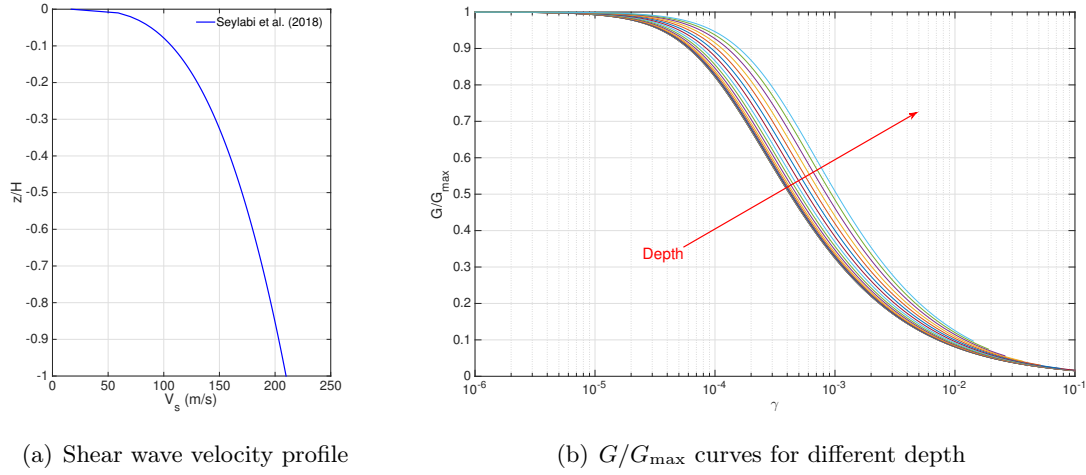 Seylabi et al. (2018)
0
-0.1
-0.2
-0.3
-0.4
-0.5
-0.6
-0.7
-0.8
-0.9
-1
z/H
0 50 100 150 200 250
V_s (m/s)
(a) Shear wave velocity profile
1
0.9
0.8
0.7
0.6
0.5
0.4
0.3
0.2
0.1
0
G/G_max
Depth
10^-6 10^-5 10^-4 10^-3 10^-2 10^-1
γ
(b) G/G_max curves for different depth